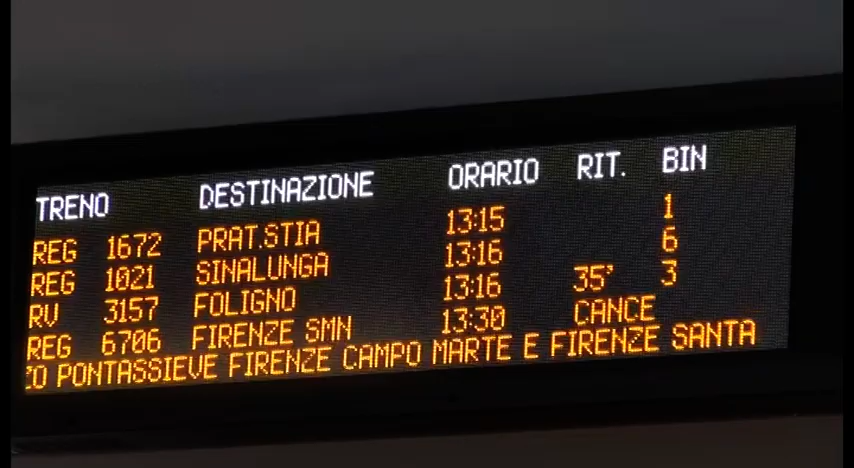 TRENO DESTINAZIONE ORARIO RIT. BIN
REG 1672 PRAT.STIA 13:15 1
REG 1021 SINALUNGA 13:16 6
RV 3157 FOLIGNO 13:16 35' 3
REG 6706 FIRENZE SMN 13:30 CANCE
ZO PONTASSIEVE FIRENZE CAMPO MARTE E FIRENZE SANTA